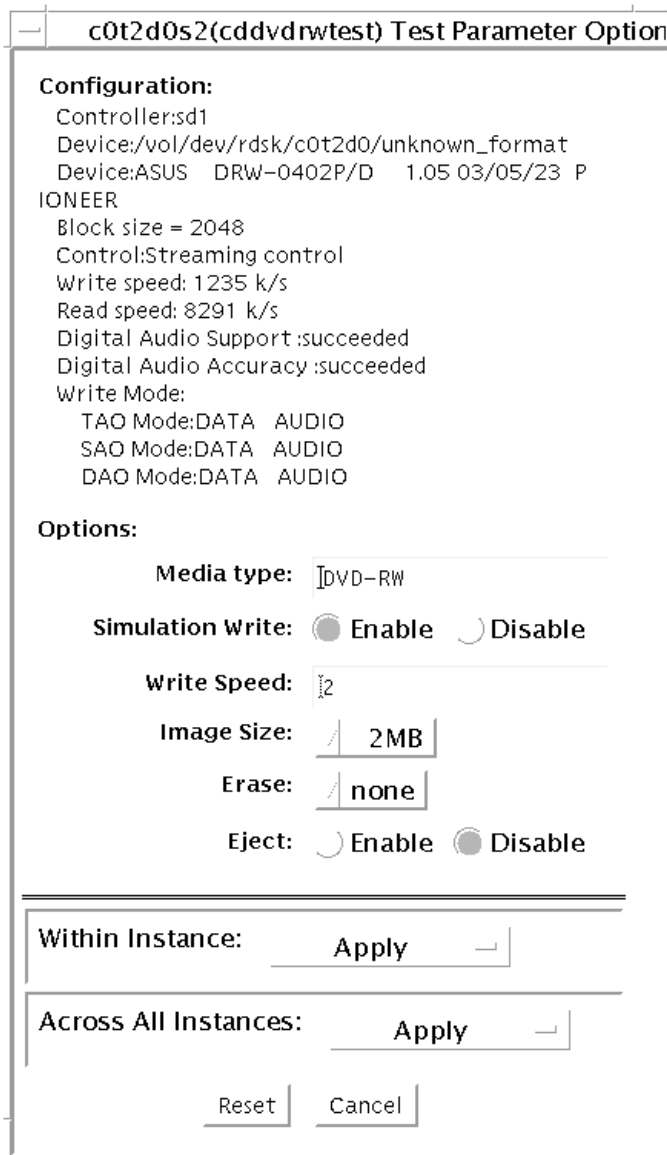 c0t2d0s2(cddvdrwtest) Test Parameter Option
Configuration:
Controller:sd1
Device:/vol/dev/rdsk/c0t2d0/unknown_format
Device:ASUS DRW-0402P/D 1.05 03/05/23 P
IONEER
Block size = 2048
Control:Streaming control
Write speed: 1235 k/s
Read speed: 8291 k/s
Digital Audio Support :succeeded
Digital Audio Accuracy :succeeded
Write Mode:
TAO Mode:DATA AUDIO
SAO Mode:DATA AUDIO
DAO Mode:DATA AUDIO
Options:
Media type: DVD-RW
Simulation Write: Enable Disable
Write Speed: 2
Image Size: 2MB
Erase: none
Eject: Enable Disable
Within Instance: Apply
Across All Instances: Apply
Reset Cancel